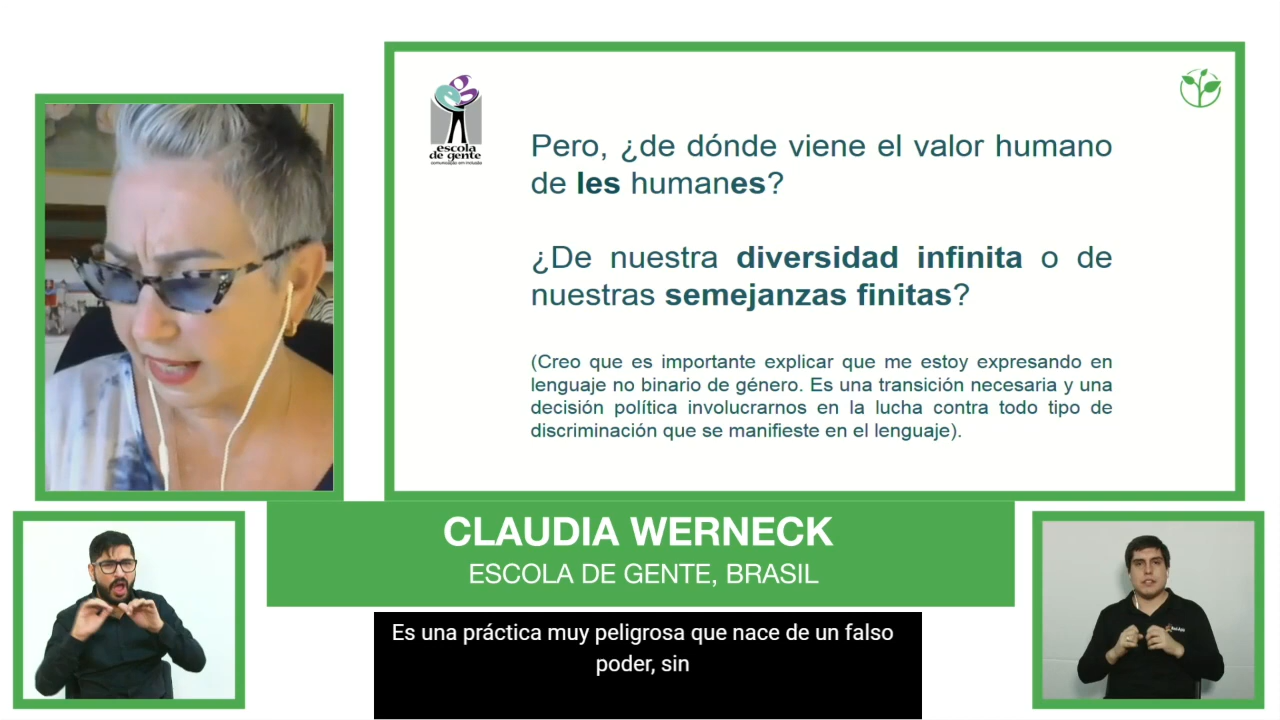 escola
de gente
Pero, ¿de dónde viene el valor humano
de les humanes?
¿De nuestra diversidad infinita o de
nuestras semejanzas finitas?
(Creo que es importante explicar que me estoy expresando en
lenguaje no binario de género. Es una transición necesaria y una
decisión política involucrarnos en la lucha contra todo tipo de
discriminación que se manifieste en el lenguaje).
CLAUDIA WERNECK
ESCOLA DE GENTE, BRASIL
Es una práctica muy peligrosa que nace de un falso
poder, sin